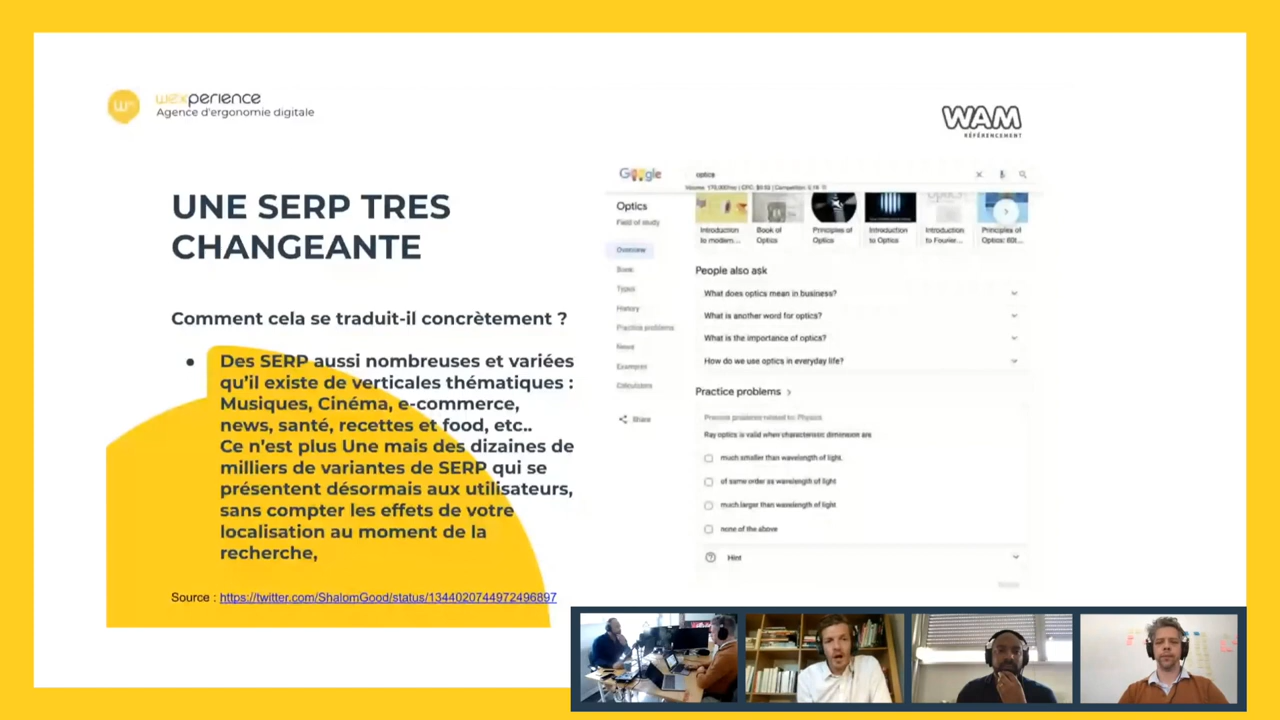 wexperience
Agence d'ergonomie digitale
WAM
RÉFÉRENCEMENT
UNE SERP TRES
CHANGEANTE
Comment cela se traduit-il concrètement ?
● Des SERP aussi nombreuses et variées
qu'il existe de verticales thématiques :
Musiques, Cinéma, e-commerce,
news, santé, recettes et food, etc..
Ce n'est plus Une mais des dizaines de
milliers de variantes de SERP qui se
présentent désormais aux utilisateurs,
sans compter les effets de votre
localisation au moment de la
recherche,
Source : https://twitter.com/ShalomGood/status/1344020744972496897
Google
optics
Optics
Field of study
Overview
Book
Types
History
Practice problems
News
Examples
Calculations
Share
Introduction
to modern...
Book of
Optics
Principles of
Optics
Introduction
to Optics
Introduction
to Fourier...
Principles of
Optics: 60t...
People also ask
What does optics mean in business?
What is another word for optics?
What is the importance of optics?
How do we use optics in everyday life?
Practice problems
Practice problems related to: Physics
Ray optics is valid when characteristic dimension are
much smaller than wavelength of light.
of same order as wavelength of light
much larger than wavelength of light
none of the above
Hint